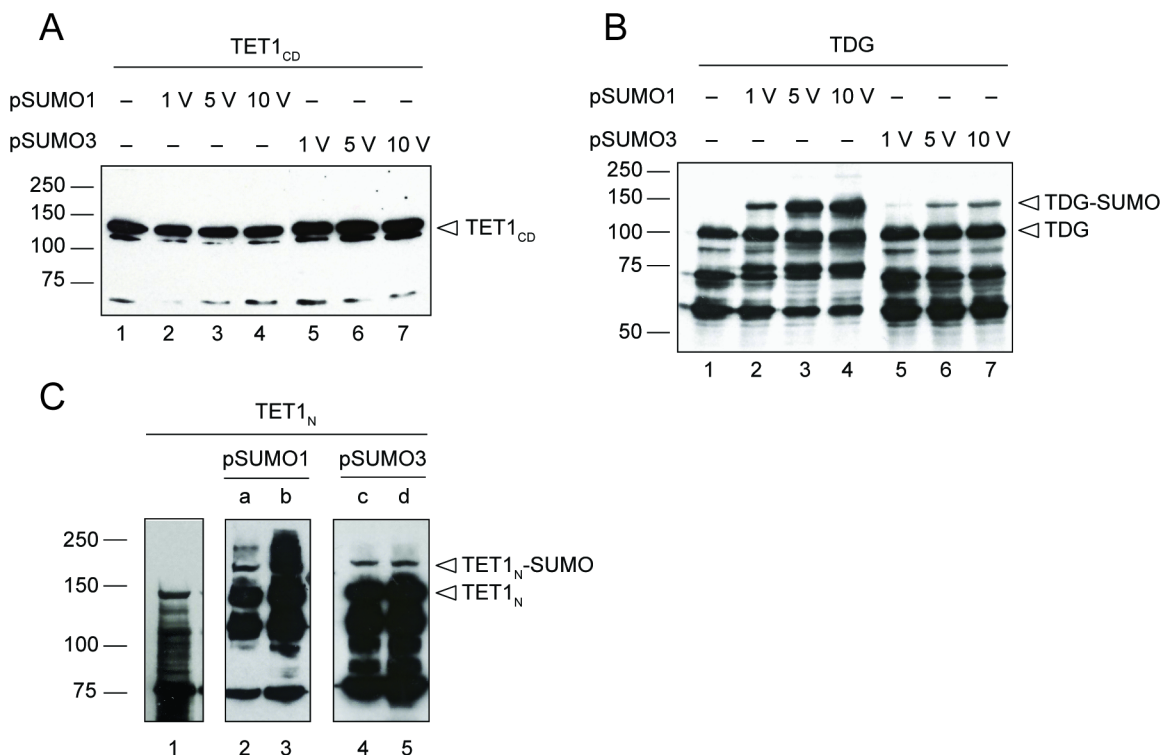 A
TET1CD
pSUMO1 – 1 V 5 V 10 V – – –
pSUMO3 – – – – 1 V 5 V 10 V
250
150
100
75
TET1CD
1 2 3 4 5 6 7
B
TDG
pSUMO1 – 1 V 5 V 10 V – – –
pSUMO3 – – – – 1 V 5 V 10 V
250
150
100
75
50
TDG-SUMO
TDG
1 2 3 4 5 6 7
C
TET1N
pSUMO1 pSUMO3
a b c d
250
150
100
75
TET1N-SUMO
TET1N
1 2 3 4 5